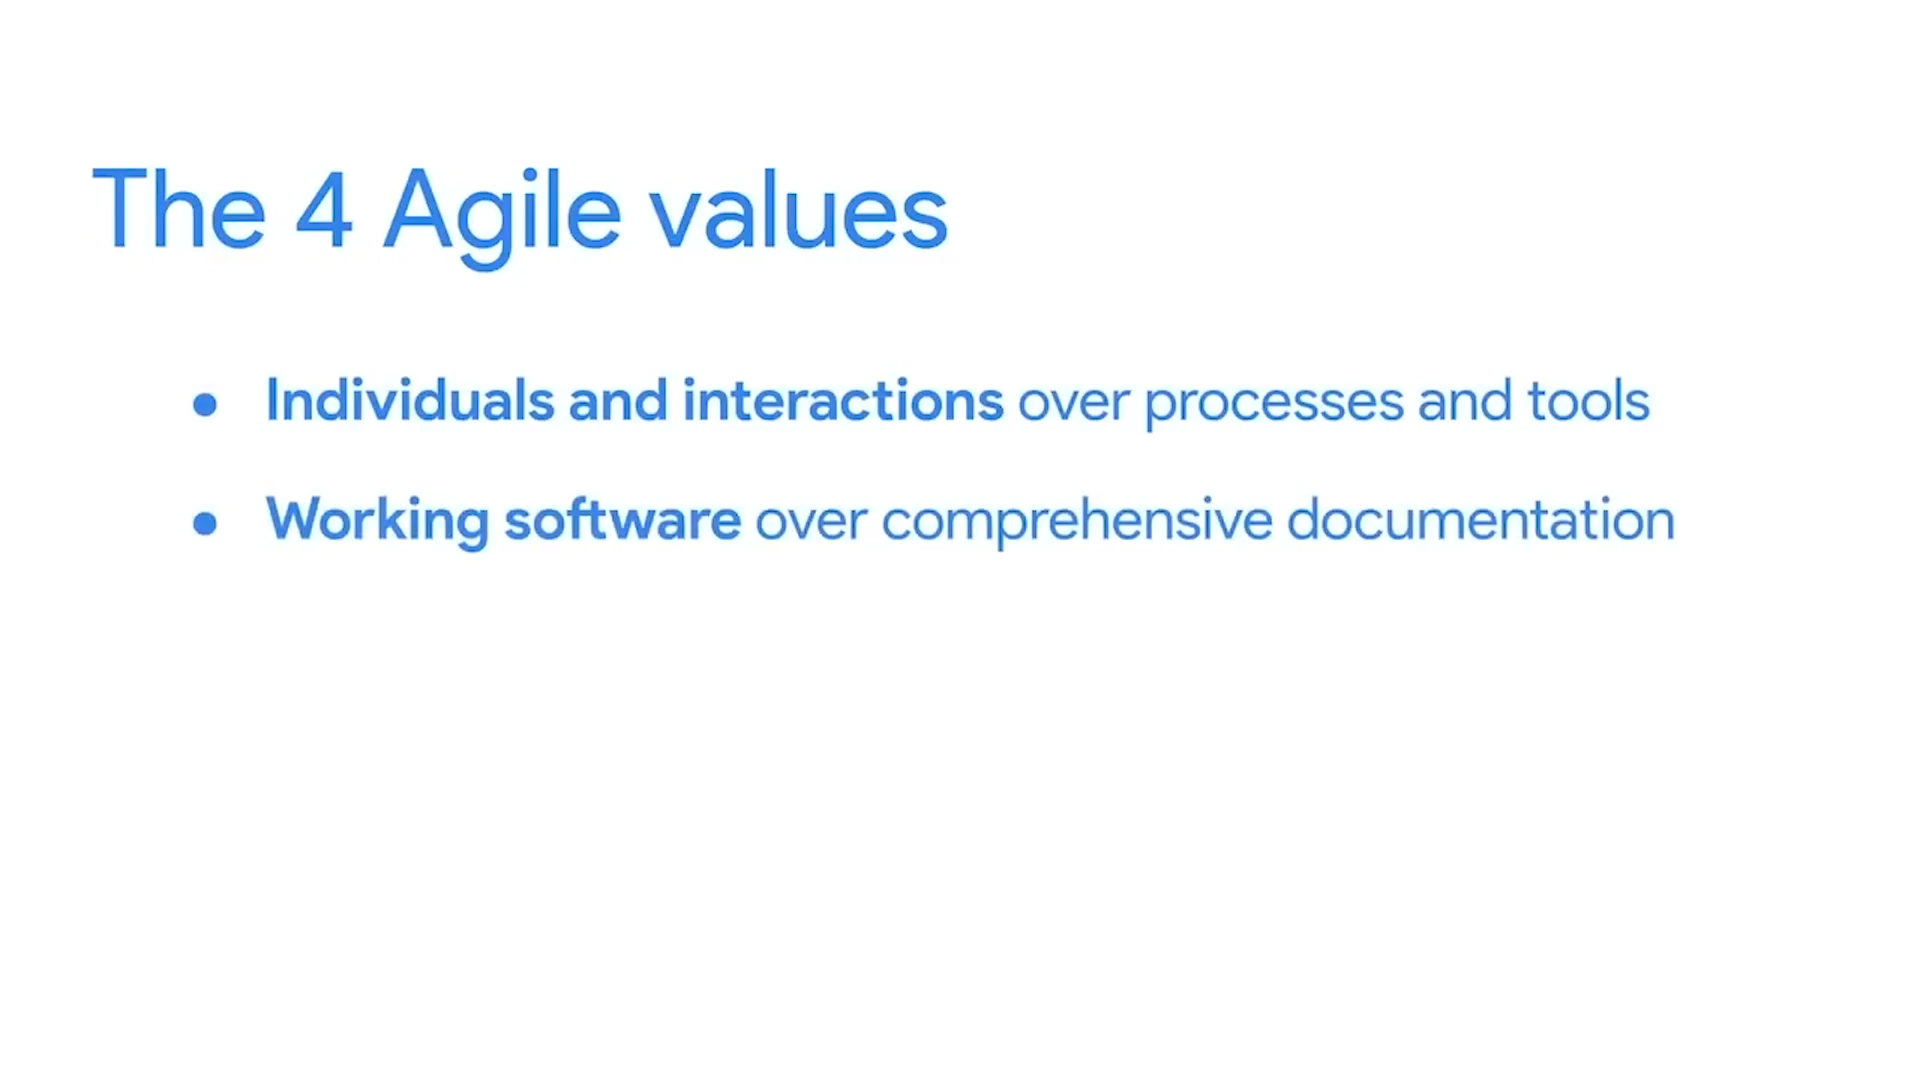 The 4 Agile values
• Individuals and interactions over processes and tools
• Working software over comprehensive documentation